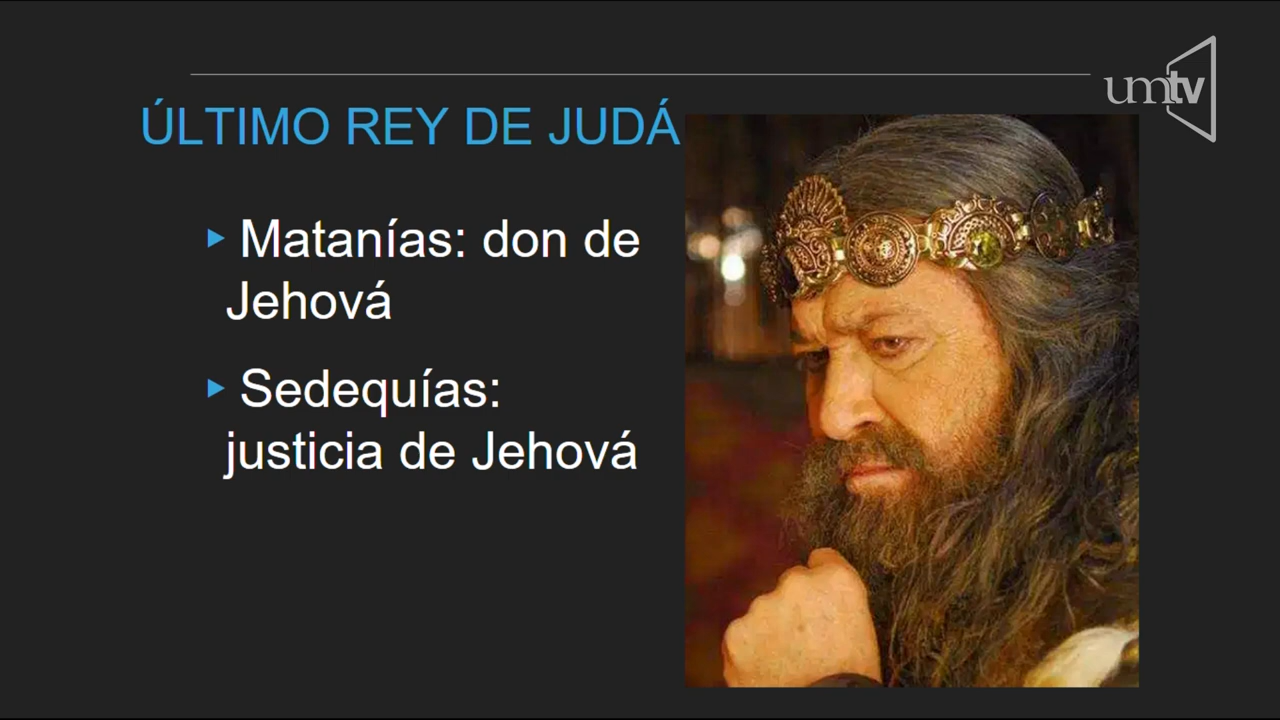 umtv
ÚLTIMO REY DE JUDÁ
Matanías: don de
Jehová
Sedequías:
justicia de Jehová